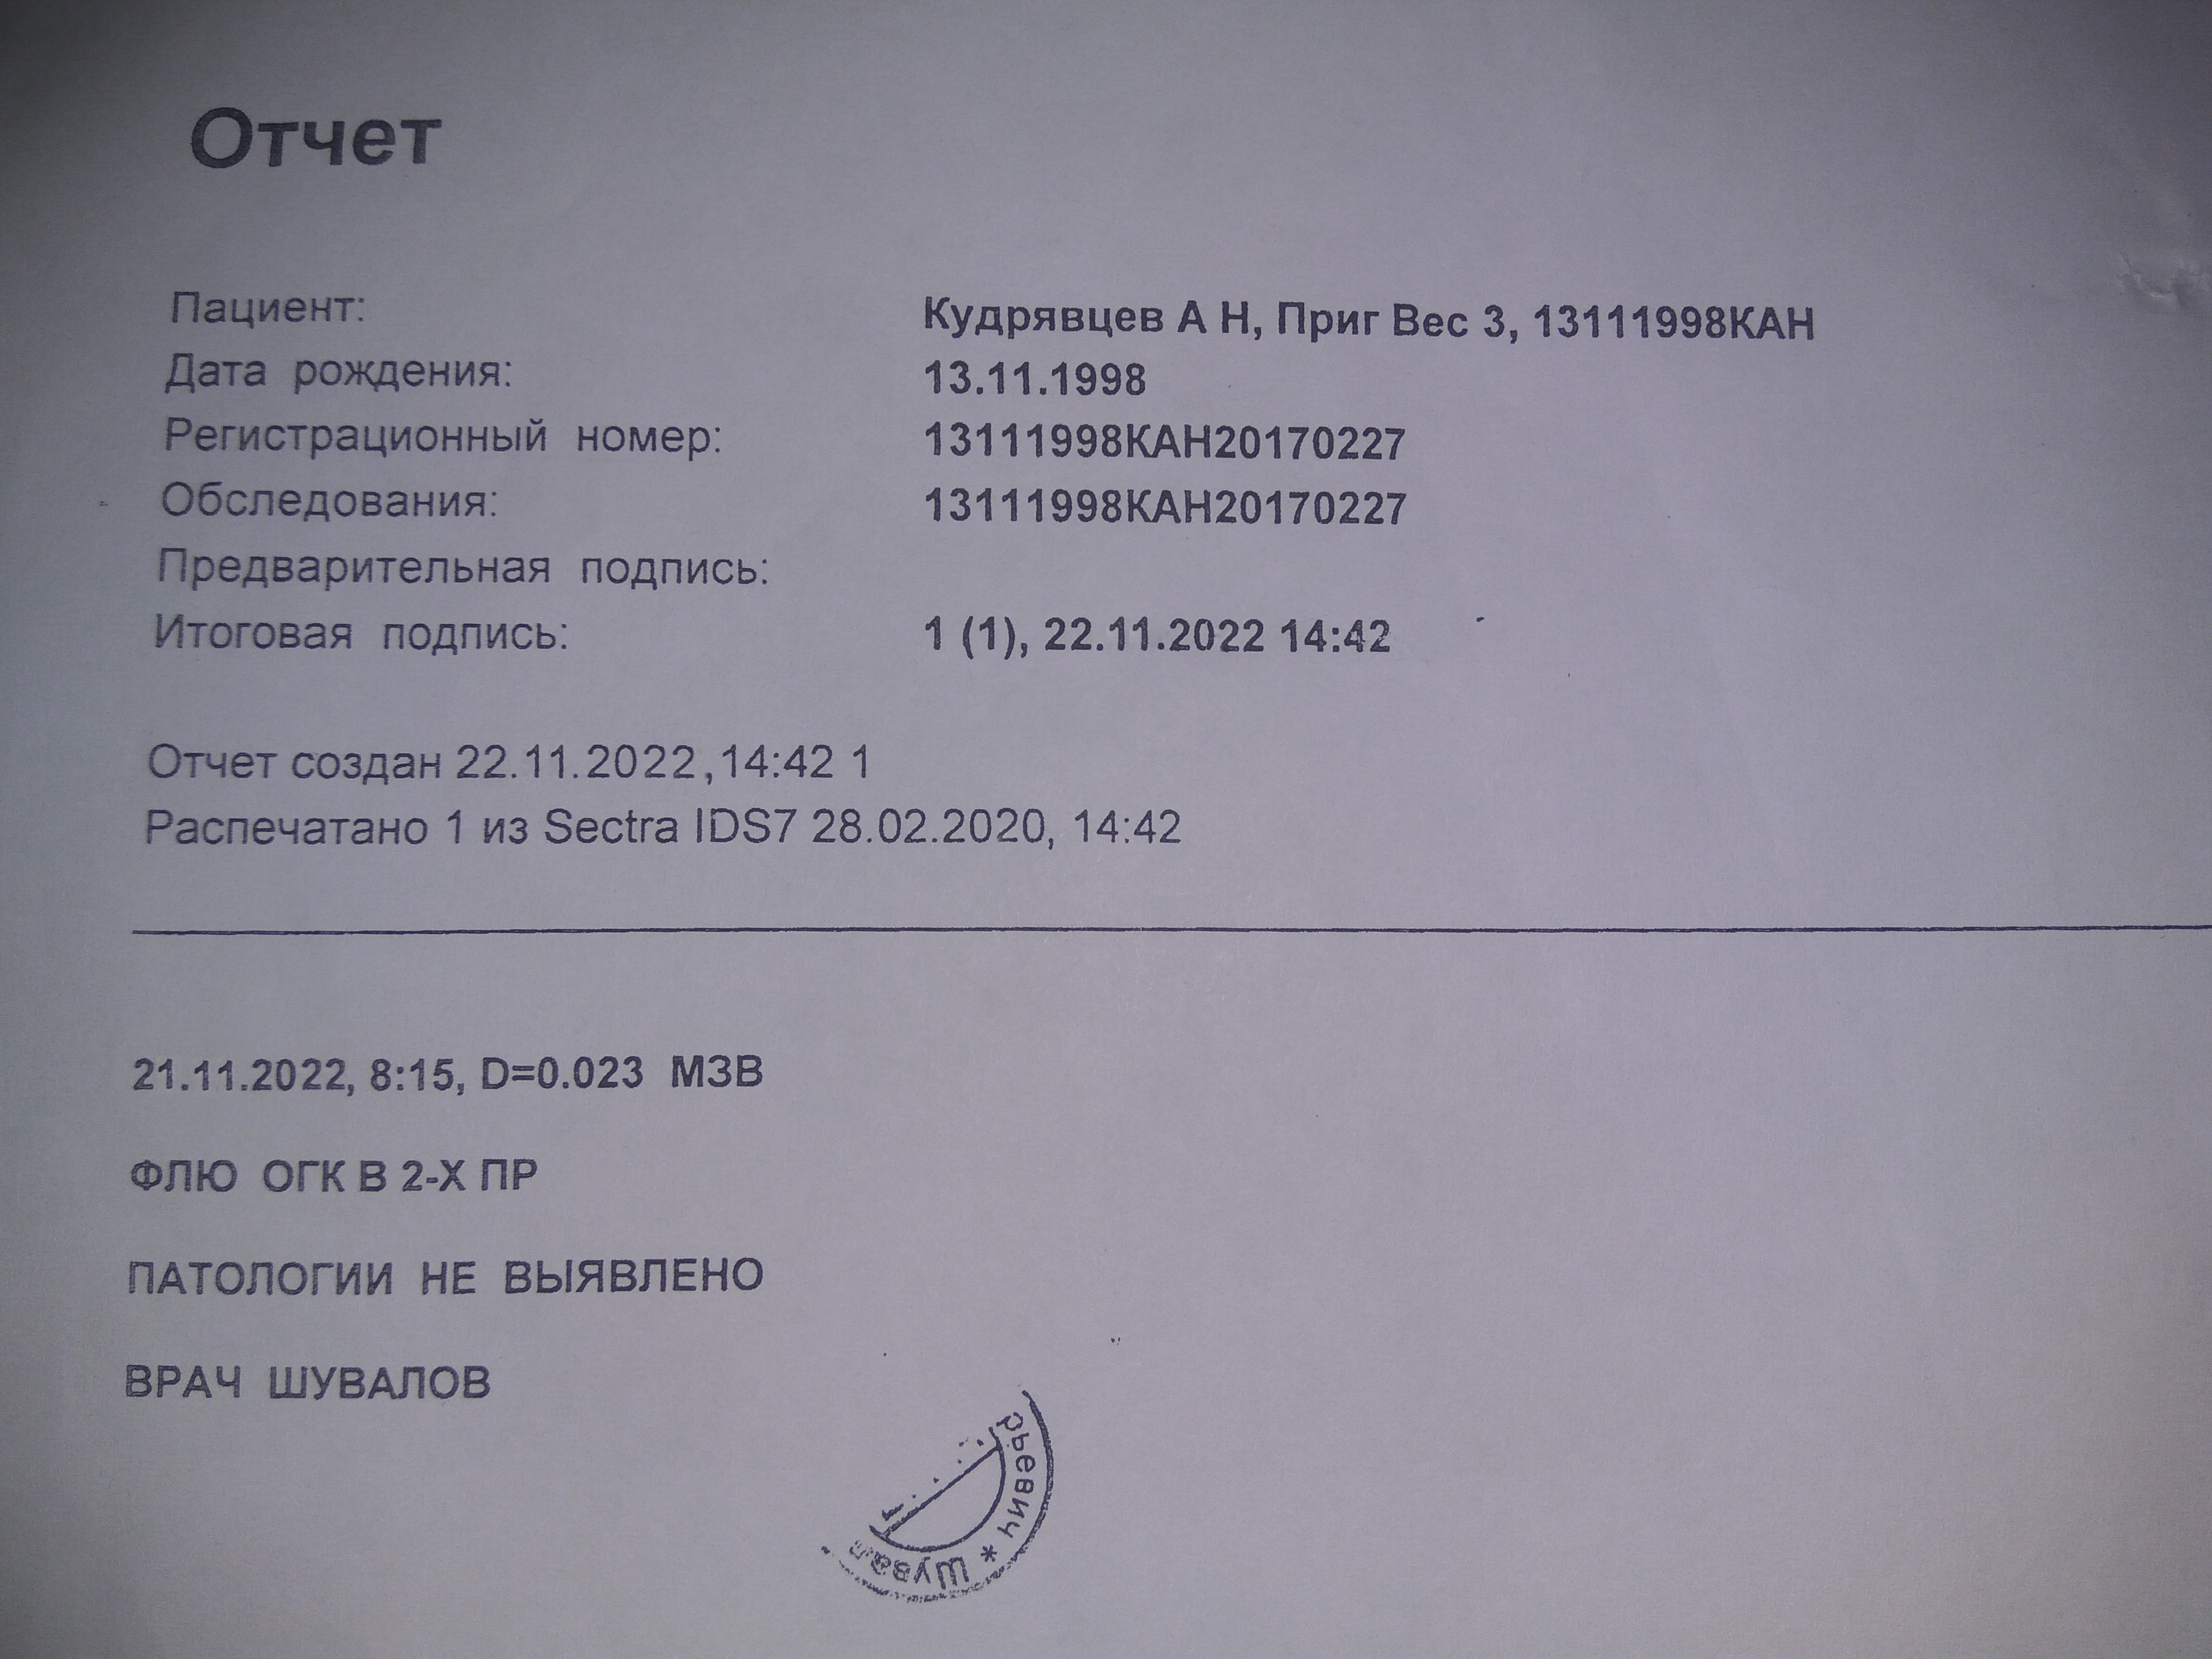 Отчет
Пациент: Кудрявцев А Н, Приг Вес 3, 13111998КАН
Дата рождения: 13.11.1998
Регистрационный номер: 13111998КАН20170227
Обследования: 13111998КАН20170227
Предварительная подпись:
Итоговая подпись: 1 (1), 22.11.2022 14:42
Отчет создан 22.11.2022,14:42 1
Распечатано 1 из Sectra IDS7 28.02.2020, 14:42
21.11.2022, 8:15, D=0.023 МЗВ
ФЛЮ ОГК В 2-Х ПР
ПАТОЛОГИИ НЕ ВЫЯВЛЕНО
ВРАЧ ШУВАЛОВ
рьевич * Шувал